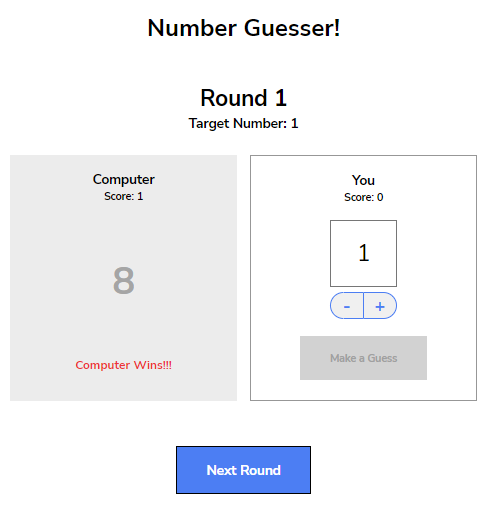 Number Guesser!
Round 1
Target Number: 1
Computer
Score: 1
8
Computer Wins!!!
You
Score: 0
1
- +
Make a Guess
Next Round